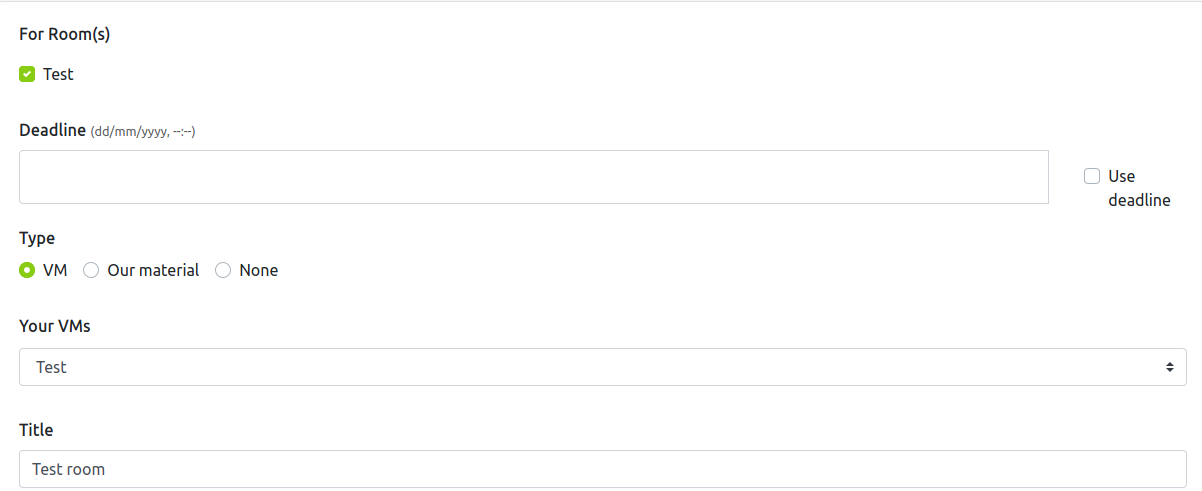 For Room(s)
Test
Deadline (dd/mm/yyyy, --:--)
Use
deadline
Type
VM Our material None
Your VMs
Test
Title
Test room